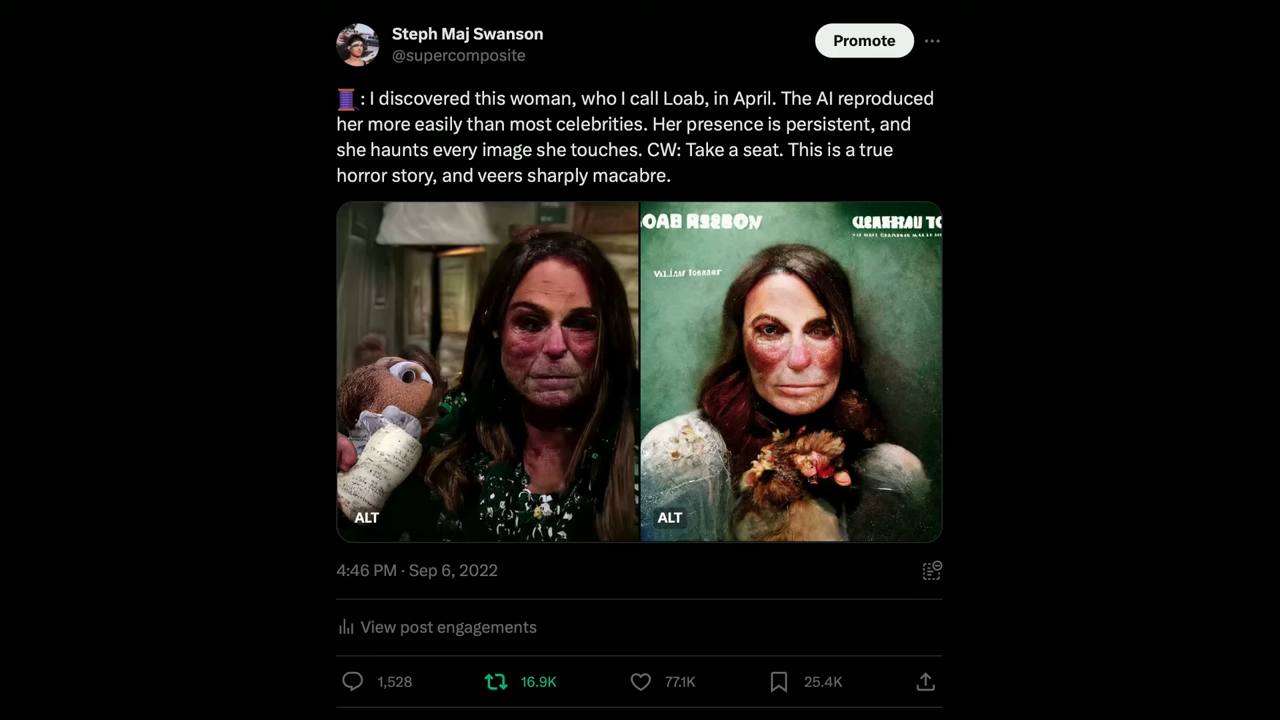 Steph Maj Swanson
@supercomposite
Promote
: I discovered this woman, who I call Loab, in April. The AI reproduced
her more easily than most celebrities. Her presence is persistent, and
she haunts every image she touches. CW: Take a seat. This is a true
horror story, and veers sharply macabre.
ALT
ALT
4:46 PM · Sep 6, 2022
View post engagements
1,528
16.9K
77.1K
25.4K